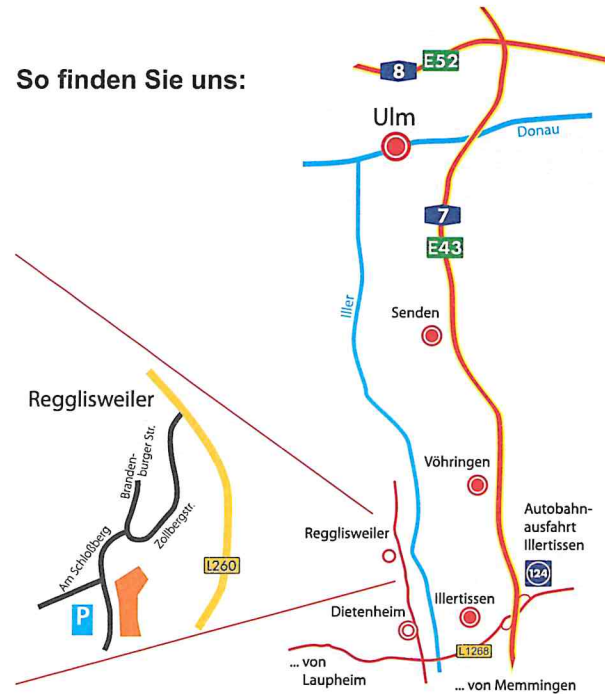 So finden Sie uns:
8
E52
Ulm
Donau
7
E43
Iller
Senden
Regglisweiler
Branden-
burger Str.
Zollbergstr.
Am Schloßberg
L260
P
Vöhringen
Regglisweiler
Autobahn-
ausfahrt
Illertissen
124
Dietenheim
Illertissen
L1268
... von
Laupheim
... von Memmingen